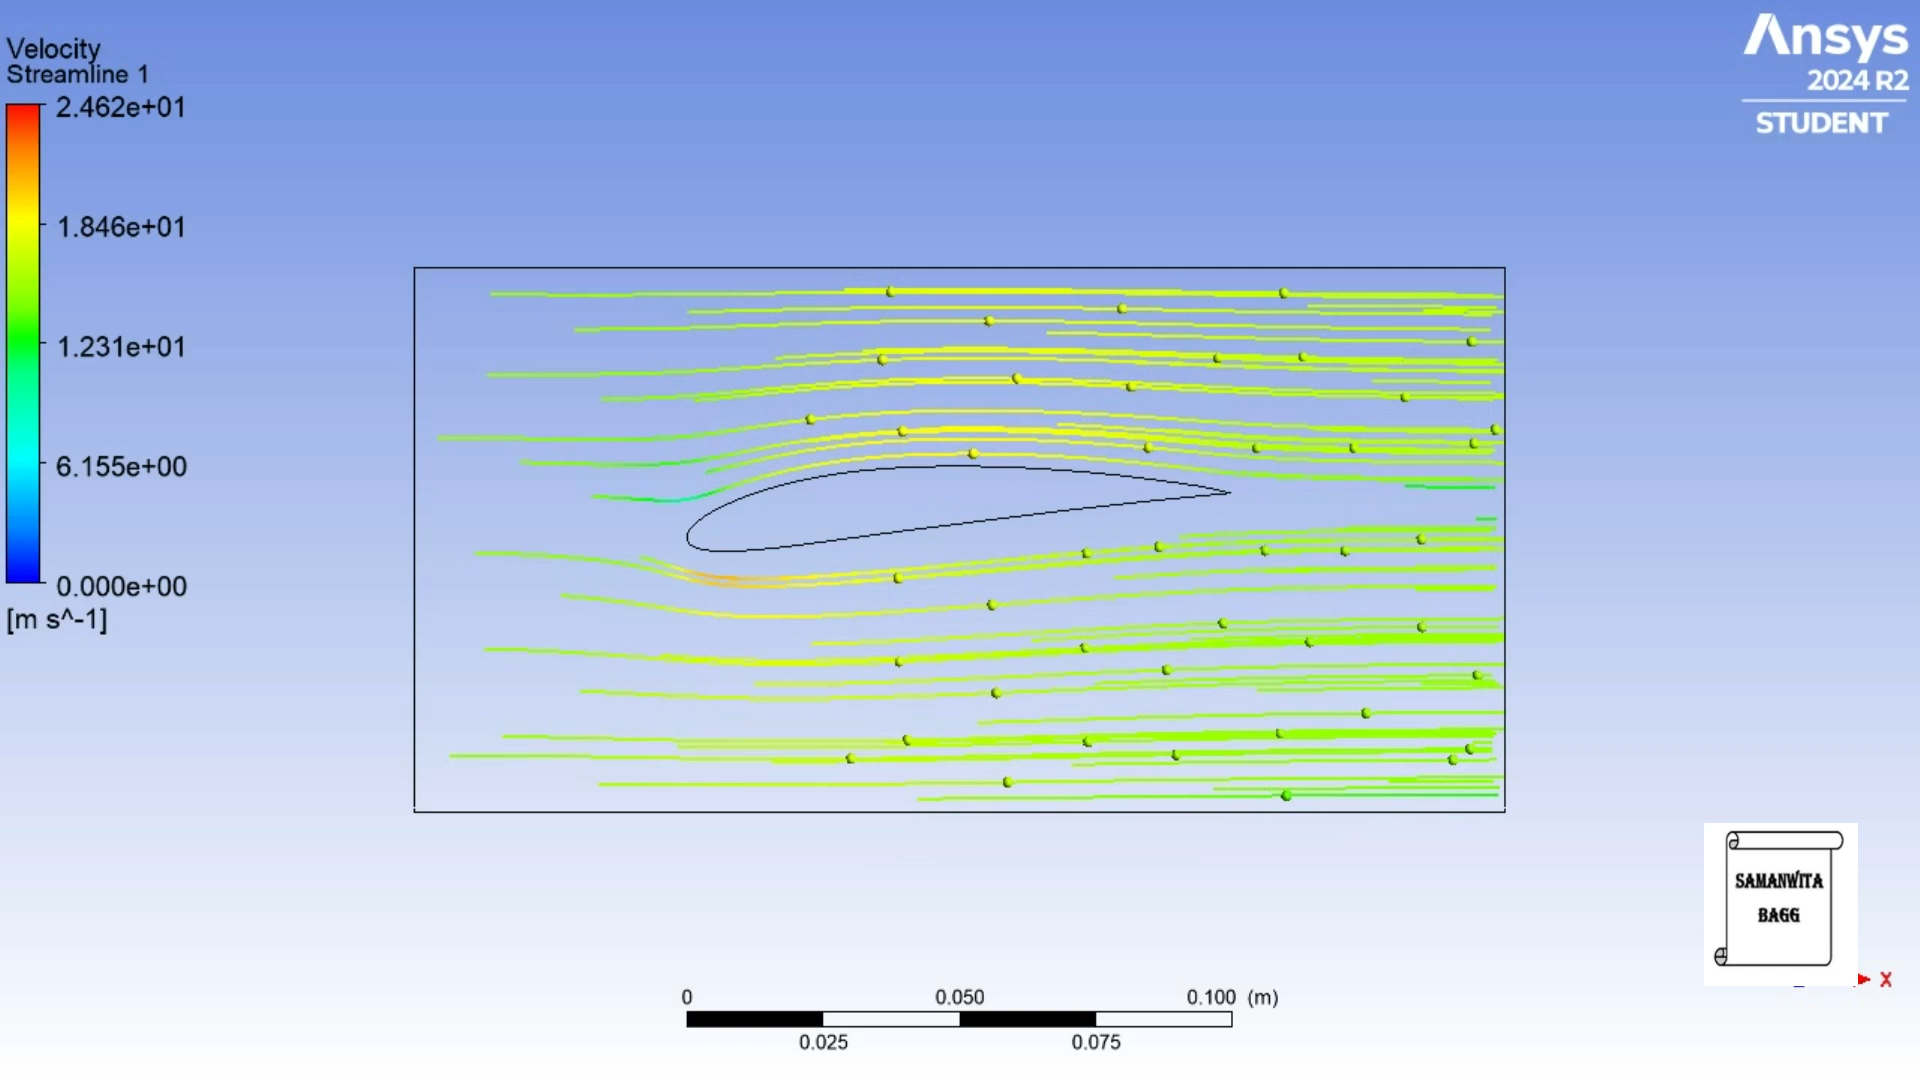 Velocity
Streamline 1
2.462e+01
1.846e+01
1.231e+01
6.155e+00
0.000e+00
[m s^-1]
Ansys
2024 R2
STUDENT
SAMANWITA
BAGG
X
0 0.050 0.100 (m)
0.025 0.075